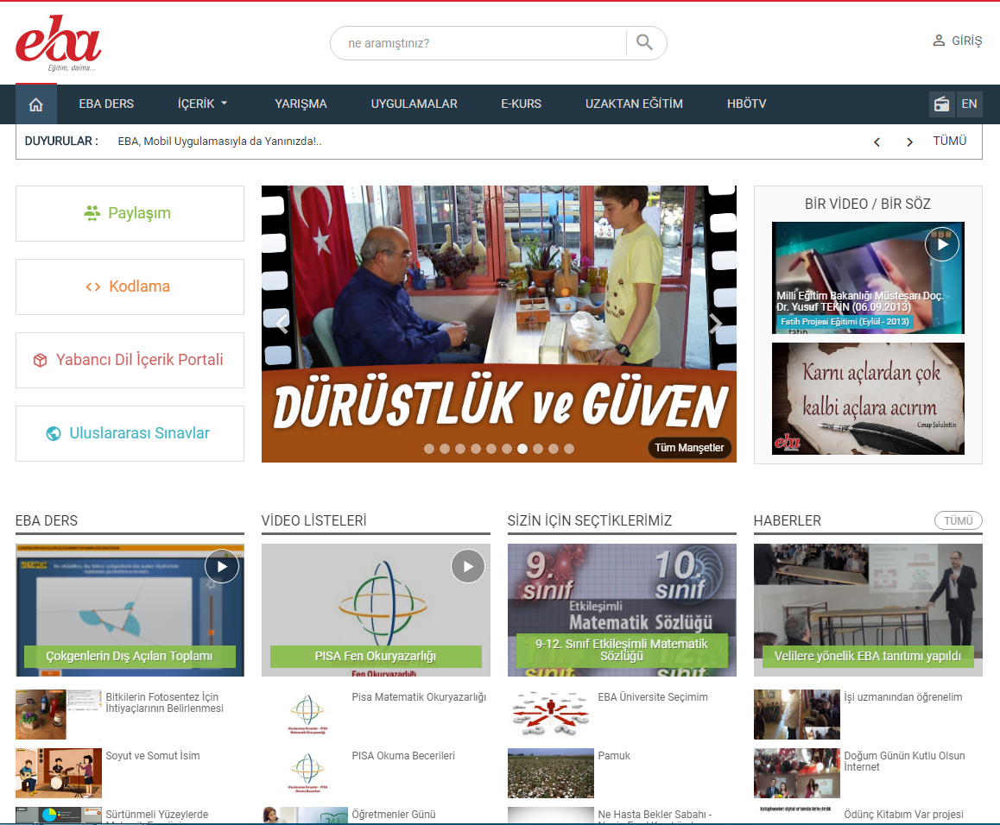 eba
Eğitim, daima...
ne aramıştınız?
GİRİŞ
EBA DERS
İÇERİK
YARIŞMA
UYGULAMALAR
E-KURS
UZAKTAN EĞİTİM
HBÖTV
EN
DUYURULAR :
EBA, Mobil Uygulamasıyla da Yanınızda!..
TÜMÜ
Paylaşım
Kodlama
Yabancı Dil İçerik Portali
Uluslararası Sınavlar
DÜRÜSTLÜK ve GÜVEN
Tüm Manşetler
BİR VİDEO / BİR SÖZ
Milli Eğitim Bakanlığı Müsteşarı Doç.
Dr. Yusuf TEKİN (06.09.2013)
Fatih Projesi Eğitimi (Eylül - 2013)
Karnı açlardan çok
kalbi açlara acırım
Cenap Şahabettin
eba
EBA DERS
Çokgenlerin Dış Açıları Toplamı
Bitkilerin Fotosentez İçin
İhtiyaçlarının Belirlenmesi
Soyut ve Somut İsim
Sürtünmeli Yüzeylerde
VİDEO LİSTELERİ
PISA Fen Okuryazarlığı
Fen Okuryazarlığı
Pisa Matematik Okuryazarlığı
PISA Okuma Becerileri
Öğretmenler Günü
SİZİN İÇİN SEÇTİKLERİMİZ
9. sınıf
10. sınıf
Etkileşimli
Matematik Sözlüğü
9-12. Sınıf Etkileşimli Matematik
Sözlüğü
EBA Üniversite Seçimim
Pamuk
Ne Hasta Bekler Sabahı -
HABERLER
TÜMÜ
Velilere yönelik EBA tanıtımı yapıldı
İşi uzmanından öğrenelim
Doğum Günün Kutlu Olsun
İnternet
Ödünç Kitabım Var projesi